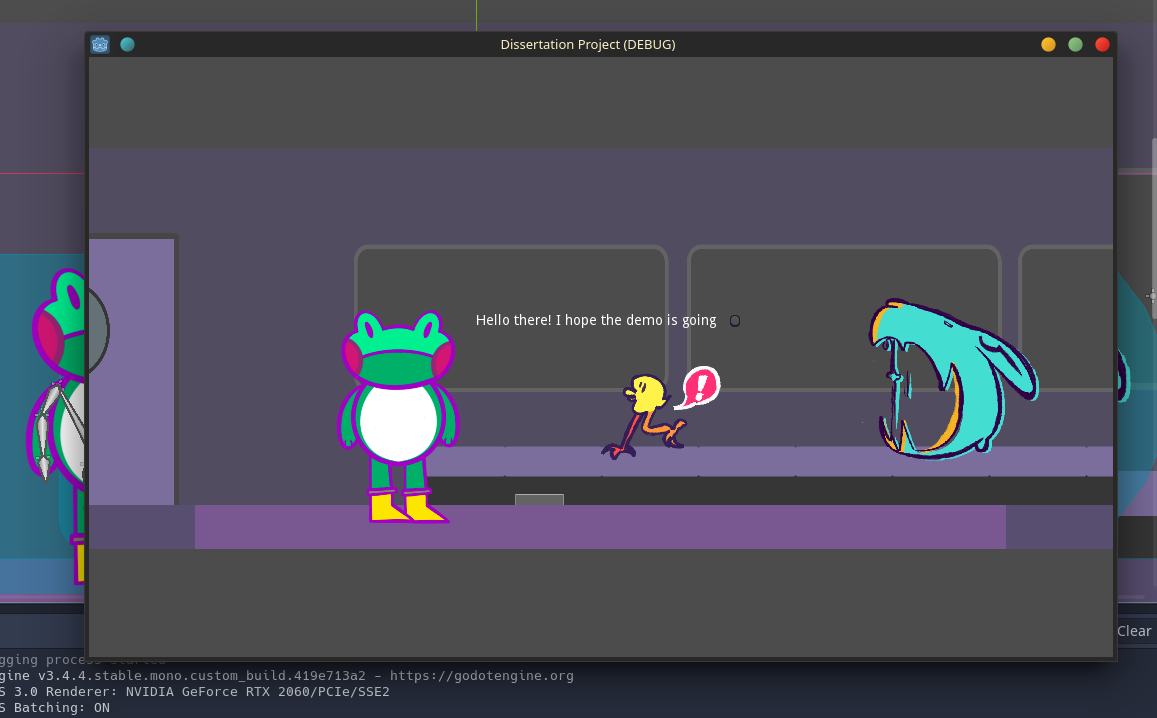 Dissertation Project (DEBUG)
Hello there! I hope the demo is going
!
Clear
gging process started
gine v3.4.4.stable.mono.custom_build.419e713a2 - https://godotengine.org
S 3.0 Renderer: NVIDIA GeForce RTX 2060/PCIe/SSE2
S Batching: ON